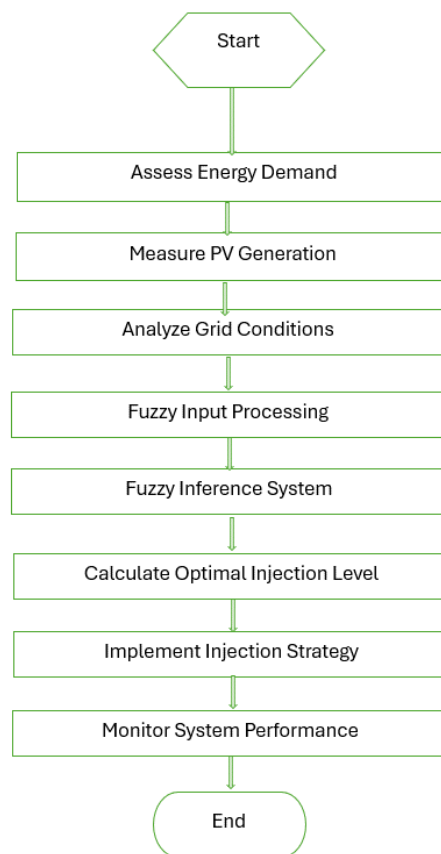 Start
Assess Energy Demand
Measure PV Generation
Analyze Grid Conditions
Fuzzy Input Processing
Fuzzy Inference System
Calculate Optimal Injection Level
Implement Injection Strategy
Monitor System Performance
End